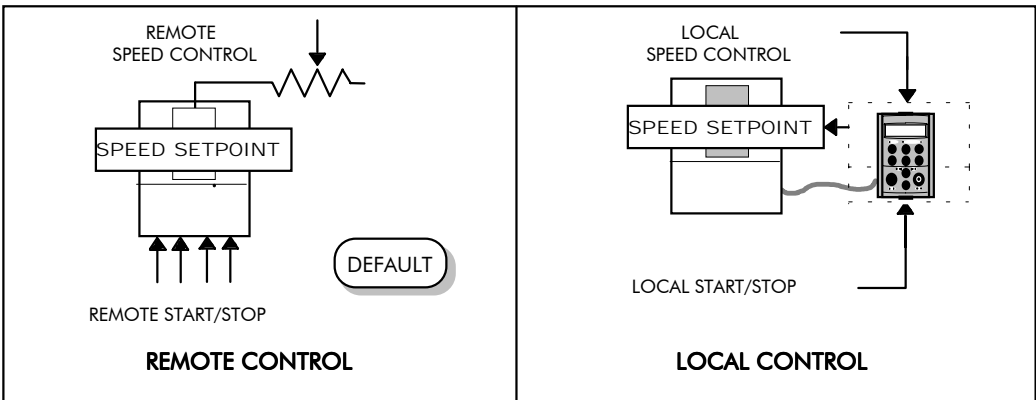 REMOTE
SPEED CONTROL
SPEED SETPOINT
DEFAULT
REMOTE START/STOP
REMOTE CONTROL
LOCAL
SPEED CONTROL
SPEED SETPOINT
LOCAL START/STOP
LOCAL CONTROL